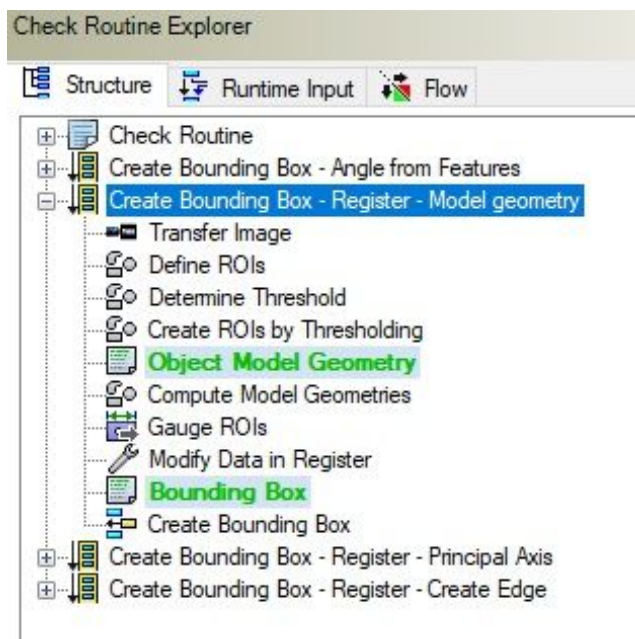 Check Routine Explorer
Structure Runtime Input Flow
Check Routine
Create Bounding Box - Angle from Features
Create Bounding Box - Register - Model geometry
Transfer Image
Define ROIs
Determine Threshold
Create ROIs by Thresholding
Object Model Geometry
Compute Model Geometries
Gauge ROIs
Modify Data in Register
Bounding Box
Create Bounding Box
Create Bounding Box - Register - Principal Axis
Create Bounding Box - Register - Create Edge